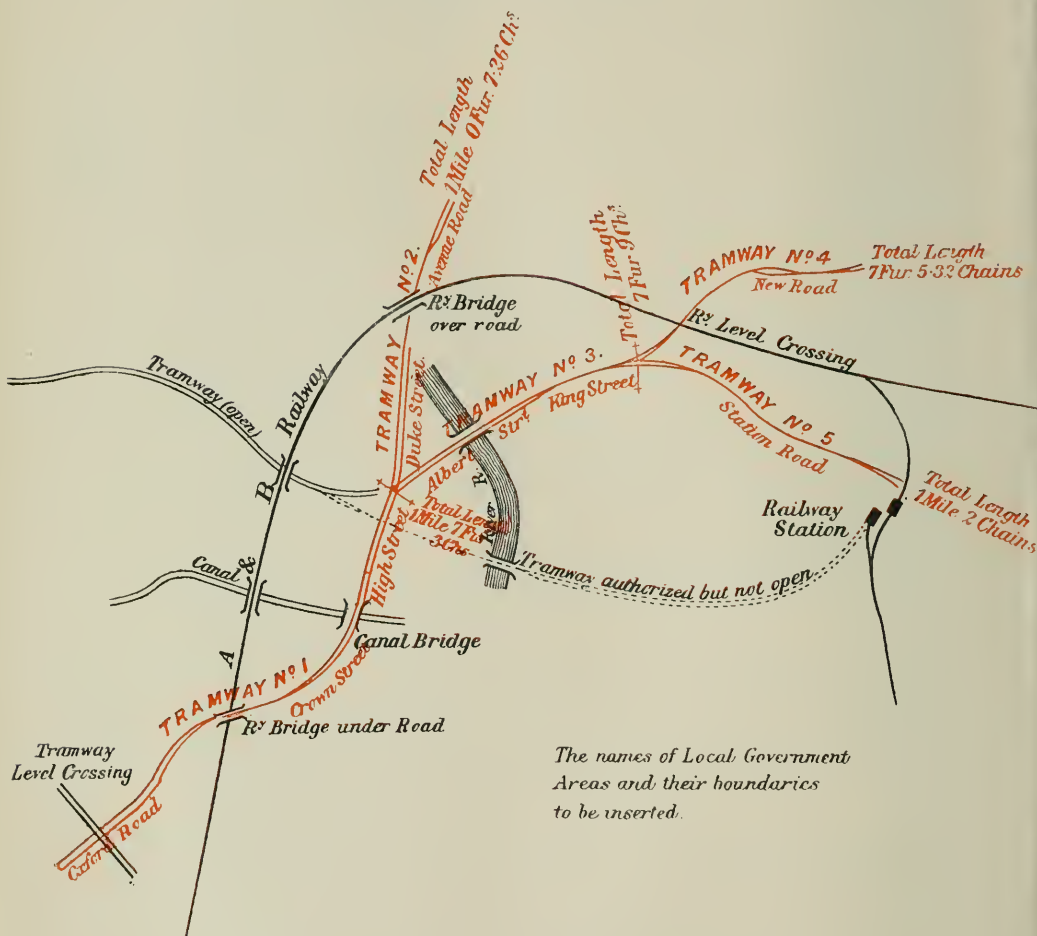 Total Length
1 Mile 0 Fur. 7·26 Chs
Avenue Road
TRAMWAY No 2.
Ry Bridge
over road
Duke Street
Total Length
7 Fur. 9 Chs
TRAMWAY No 4
New Road
Total Length
7 Fur 5·32 Chains
Ry Level Crossing
TRAMWAY No 3.
King Street
Albert Strt
TRAMWAY No 5
Station Road
Total Length
1 Mile 2 Chains
Railway
Station
Tramway (open)
A & B Railway
Total Length
1 Mile 7 Fur
3 Chs
River R.
Tramway authorized but not open.
High Street
Canal
Canal Bridge
TRAMWAY No 1
Crown Street
Ry Bridge under Road
Tramway
Level Crossing
Oxford Road
The names of Local Government
Areas and their boundaries
to be inserted.